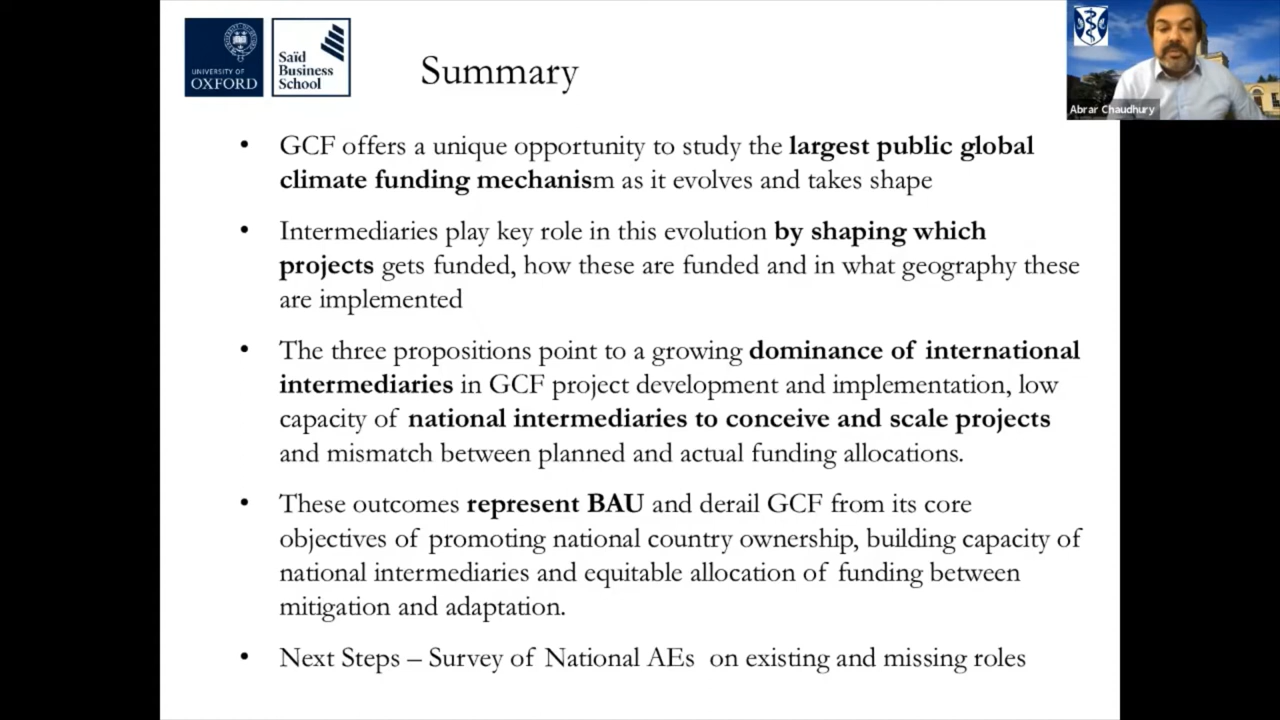 UNIVERSITY OF
OXFORD
Saïd
Business
School
Summary
Abrar Chaudhury
• GCF offers a unique opportunity to study the largest public global
climate funding mechanism as it evolves and takes shape
• Intermediaries play key role in this evolution by shaping which
projects gets funded, how these are funded and in what geography these
are implemented
• The three propositions point to a growing dominance of international
intermediaries in GCF project development and implementation, low
capacity of national intermediaries to conceive and scale projects
and mismatch between planned and actual funding allocations.
• These outcomes represent BAU and derail GCF from its core
objectives of promoting national country ownership, building capacity of
national intermediaries and equitable allocation of funding between
mitigation and adaptation.
• Next Steps – Survey of National AEs on existing and missing roles